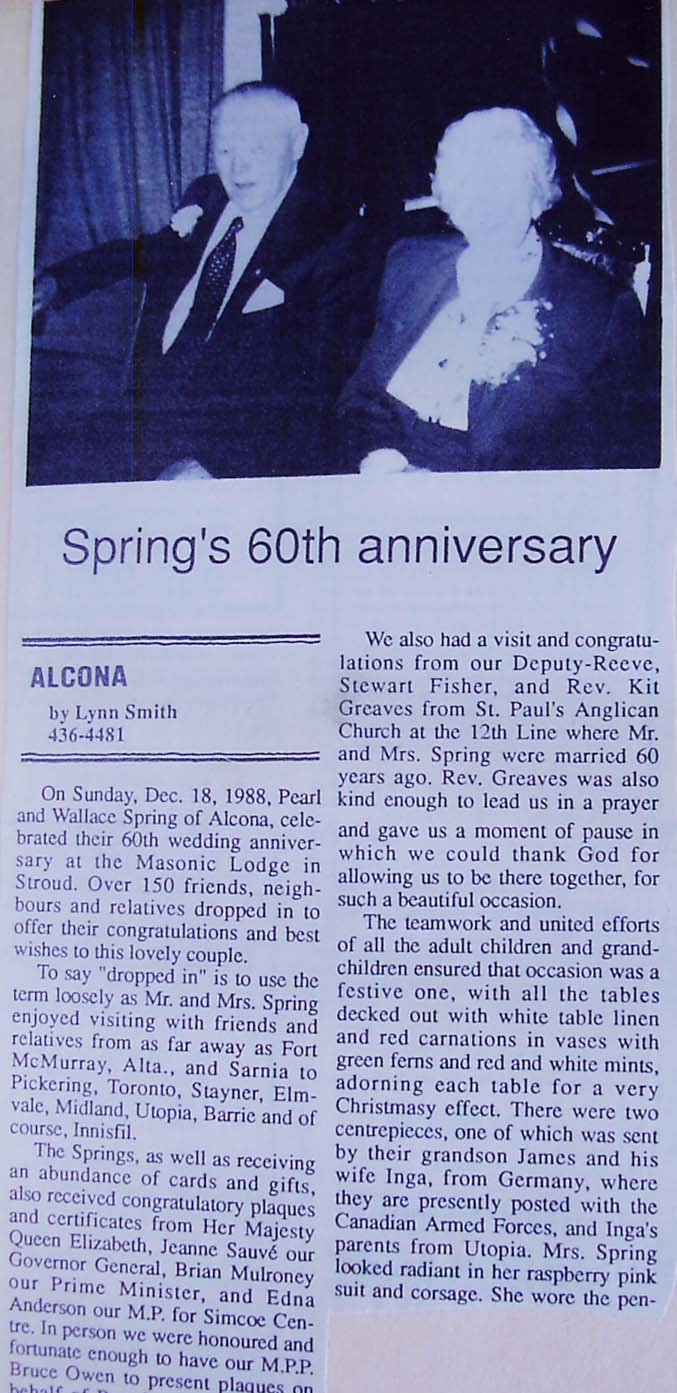 Spring's 60th anniversary
ALCONA
by Lynn Smith
436-4481
On Sunday, Dec. 18, 1988, Pearl
and Wallace Spring of Alcona, cele-
brated their 60th wedding anniver-
sary at the Masonic Lodge in
Stroud. Over 150 friends, neigh-
bours and relatives dropped in to
offer their congratulations and best
wishes to this lovely couple.
To say "dropped in" is to use the
term loosely as Mr. and Mrs. Spring
enjoyed visiting with friends and
relatives from as far away as Fort
McMurray, Alta., and Sarnia to
Pickering, Toronto, Stayner, Elm-
vale, Midland, Utopia, Barrie and of
course, Innisfil.
The Springs, as well as receiving
an abundance of cards and gifts,
also received congratulatory plaques
and certificates from Her Majesty
Queen Elizabeth, Jeanne Sauvé our
Governor General, Brian Mulroney
our Prime Minister, and Edna
Anderson our M.P. for Simcoe Cen-
tre. In person we were honoured and
fortunate enough to have our M.P.P.
Bruce Owen to present plaques on
behalf of
We also had a visit and congratu-
lations from our Deputy-Reeve,
Stewart Fisher, and Rev. Kit
Greaves from St. Paul's Anglican
Church at the 12th Line where Mr.
and Mrs. Spring were married 60
years ago. Rev. Greaves was also
kind enough to lead us in a prayer
and gave us a moment of pause in
which we could thank God for
allowing us to be there together, for
such a beautiful occasion.
The teamwork and united efforts
of all the adult children and grand-
children ensured that occasion was a
festive one, with all the tables
decked out with white table linen
and red carnations in vases with
green ferns and red and white mints,
adorning each table for a very
Christmasy effect. There were two
centrepieces, one of which was sent
by their grandson James and his
wife Inga, from Germany, where
they are presently posted with the
Canadian Armed Forces, and Inga's
parents from Utopia. Mrs. Spring
looked radiant in her raspberry pink
suit and corsage. She wore the pen-